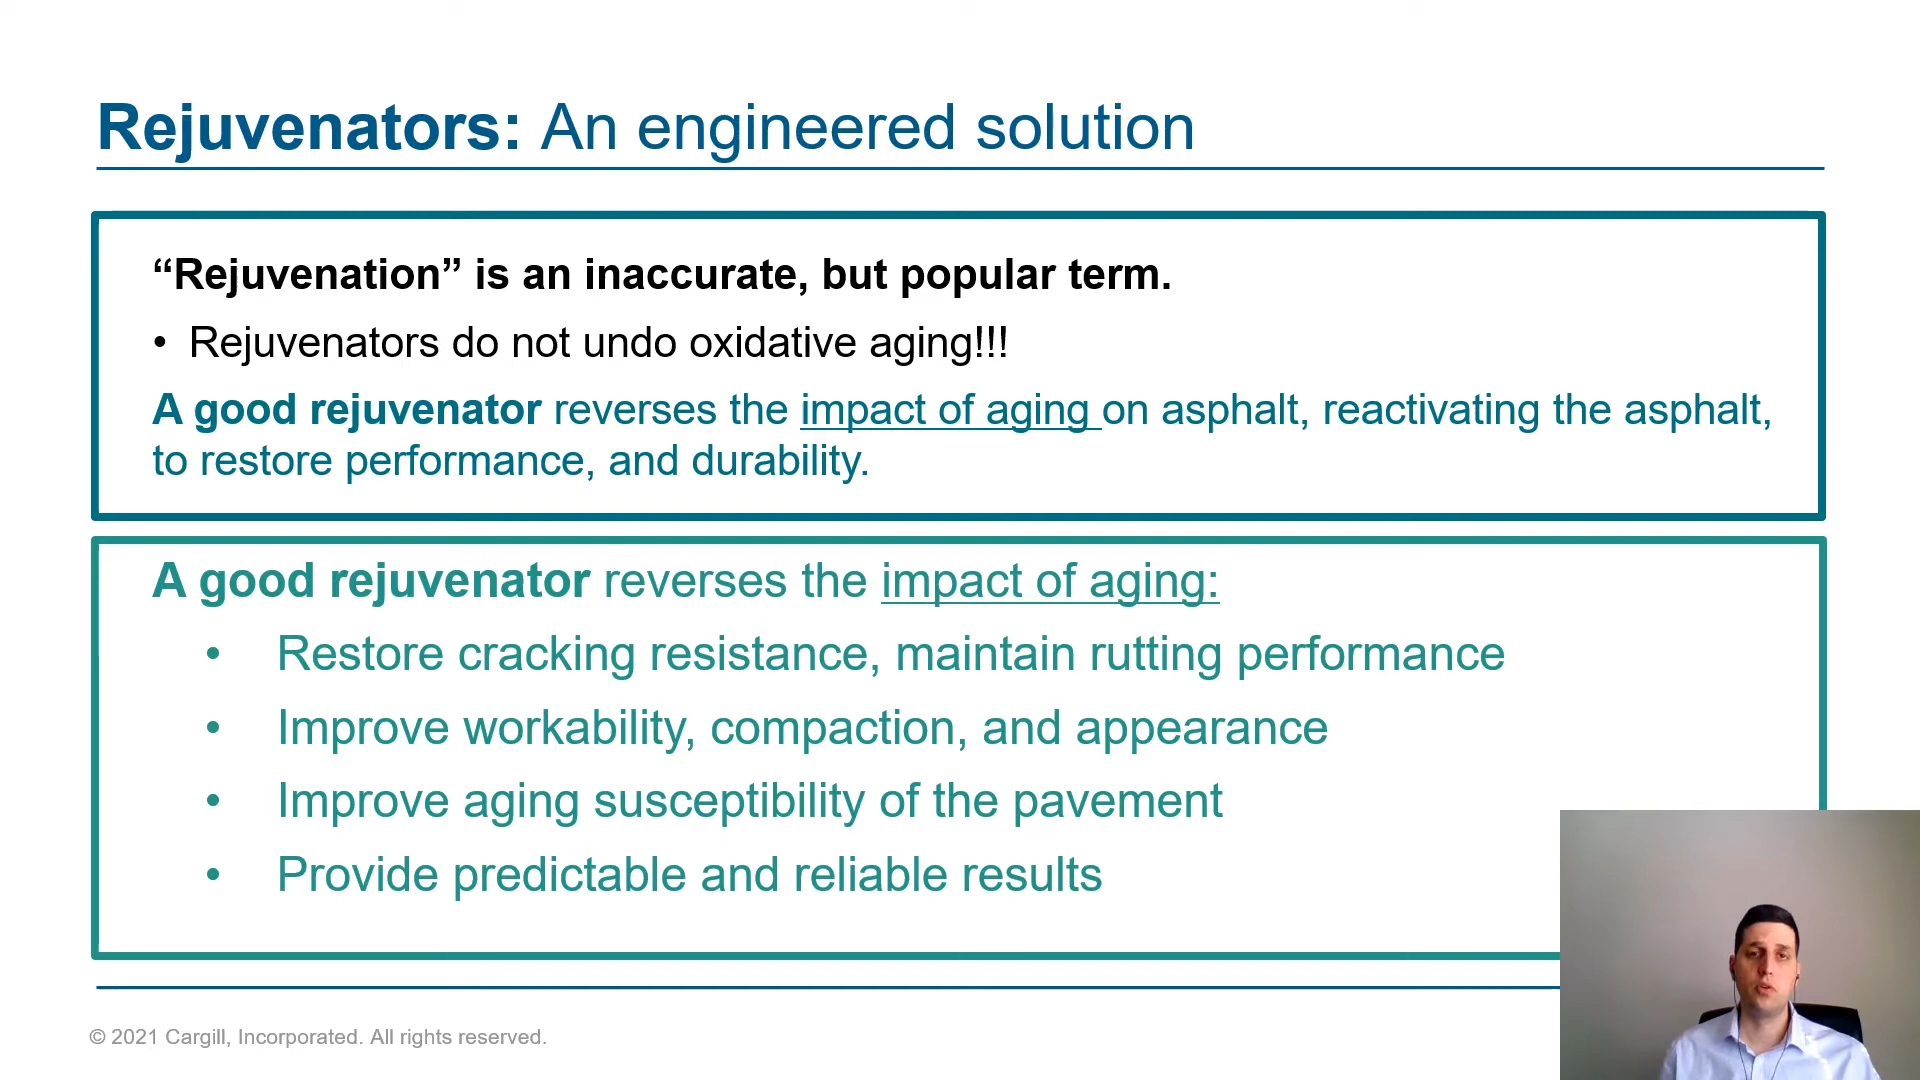 Rejuvenators: An engineered solution
“Rejuvenation” is an inaccurate, but popular term.
• Rejuvenators do not undo oxidative aging!!!
A good rejuvenator reverses the impact of aging on asphalt, reactivating the asphalt,
to restore performance, and durability.
A good rejuvenator reverses the impact of aging:
• Restore cracking resistance, maintain rutting performance
• Improve workability, compaction, and appearance
• Improve aging susceptibility of the pavement
• Provide predictable and reliable results
© 2021 Cargill, Incorporated. All rights reserved.